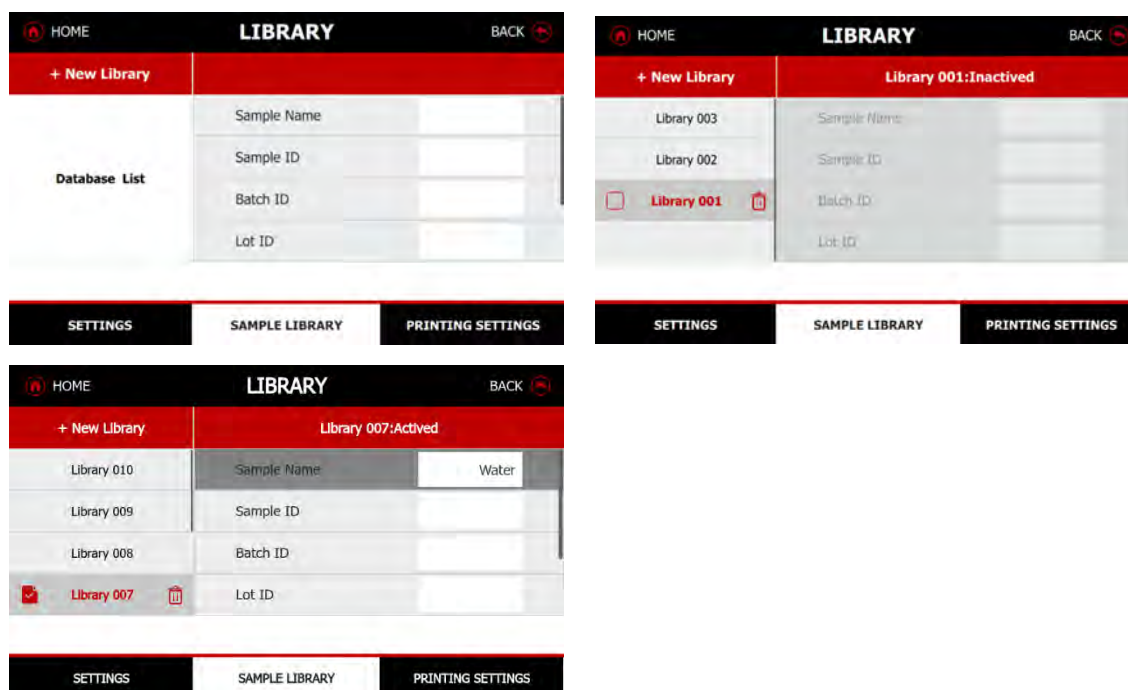 HOME LIBRARY BACK
+ New Library
Sample Name
Sample ID
Database List
Batch ID
Lot ID
SETTINGS SAMPLE LIBRARY PRINTING SETTINGS
HOME LIBRARY BACK
+ New Library Library 001:Inactived
Library 003 Sample Name
Library 002 Sample ID
Library 001 Batch ID
Lot ID
SETTINGS SAMPLE LIBRARY PRINTING SETTINGS
HOME LIBRARY BACK
+ New Library Library 007:Actived
Library 010 Sample Name Water
Library 009 Sample ID
Library 008 Batch ID
Library 007 Lot ID
SETTINGS SAMPLE LIBRARY PRINTING SETTINGS